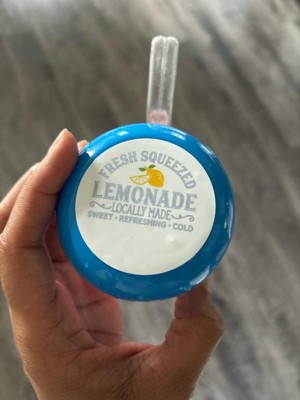 FRESH SQUEEZED
LEMONADE
LOCALLY MADE
SWEET • REFRESHING • COLD